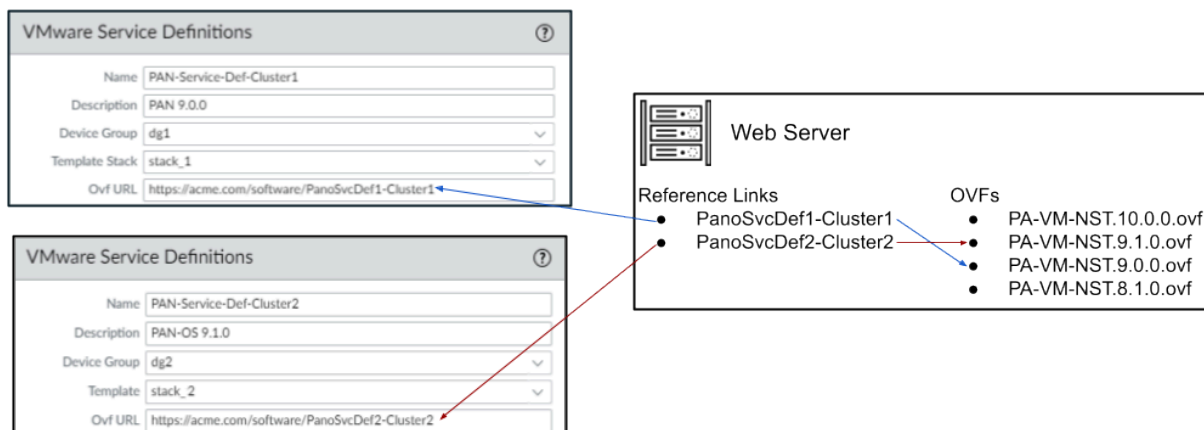 VMware Service Definitions
Name PAN-Service-Def-Cluster1
Description PAN 9.0.0
Device Group dg1
Template Stack stack_1
Ovf URL https://acme.com/software/PanoSvcDef1-Cluster1
VMware Service Definitions
Name PAN-Service-Def-Cluster2
Description PAN-OS 9.1.0
Device Group dg2
Template stack_2
Ovf URL https://acme.com/software/PanoSvcDef2-Cluster2
Web Server
Reference Links
PanoSvcDef1-Cluster1
PanoSvcDef2-Cluster2
OVFs
PA-VM-NST.10.0.0.ovf
PA-VM-NST.9.1.0.ovf
PA-VM-NST.9.0.0.ovf
PA-VM-NST.8.1.0.ovf